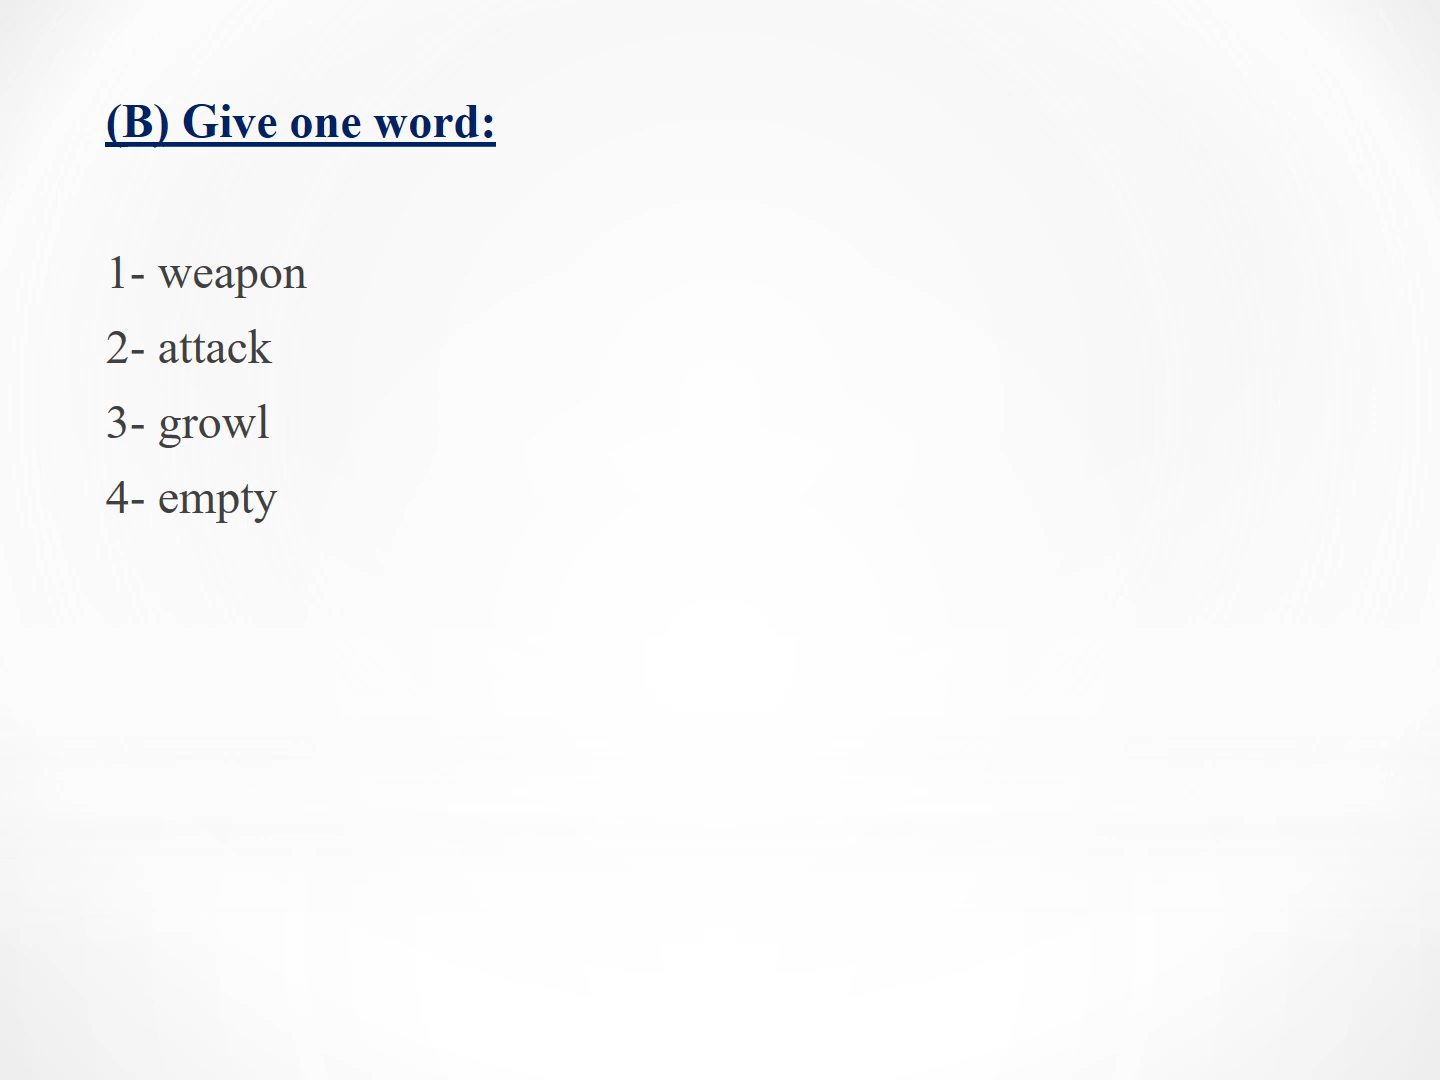 (B) Give one word:
1- weapon
2- attack
3- growl
4- empty